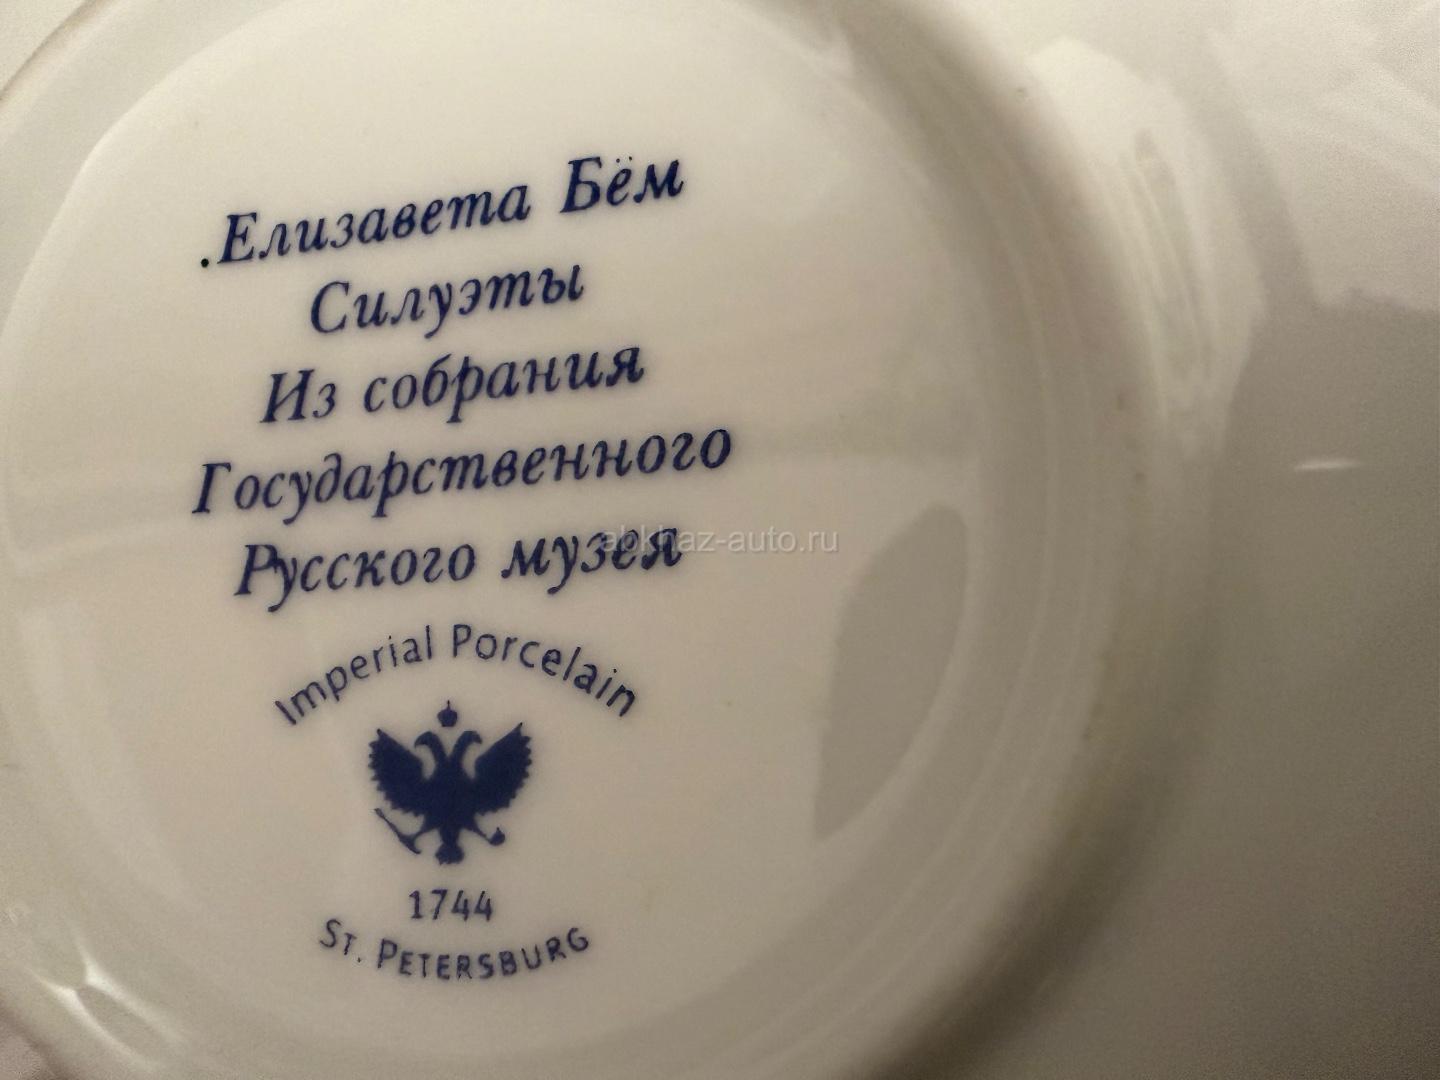 .Елизавета Бём
Силуэты
Из собрания
Государственного
Русского музея
abkhaz-auto.ru
Imperial Porcelain
1744
St. Petersburg